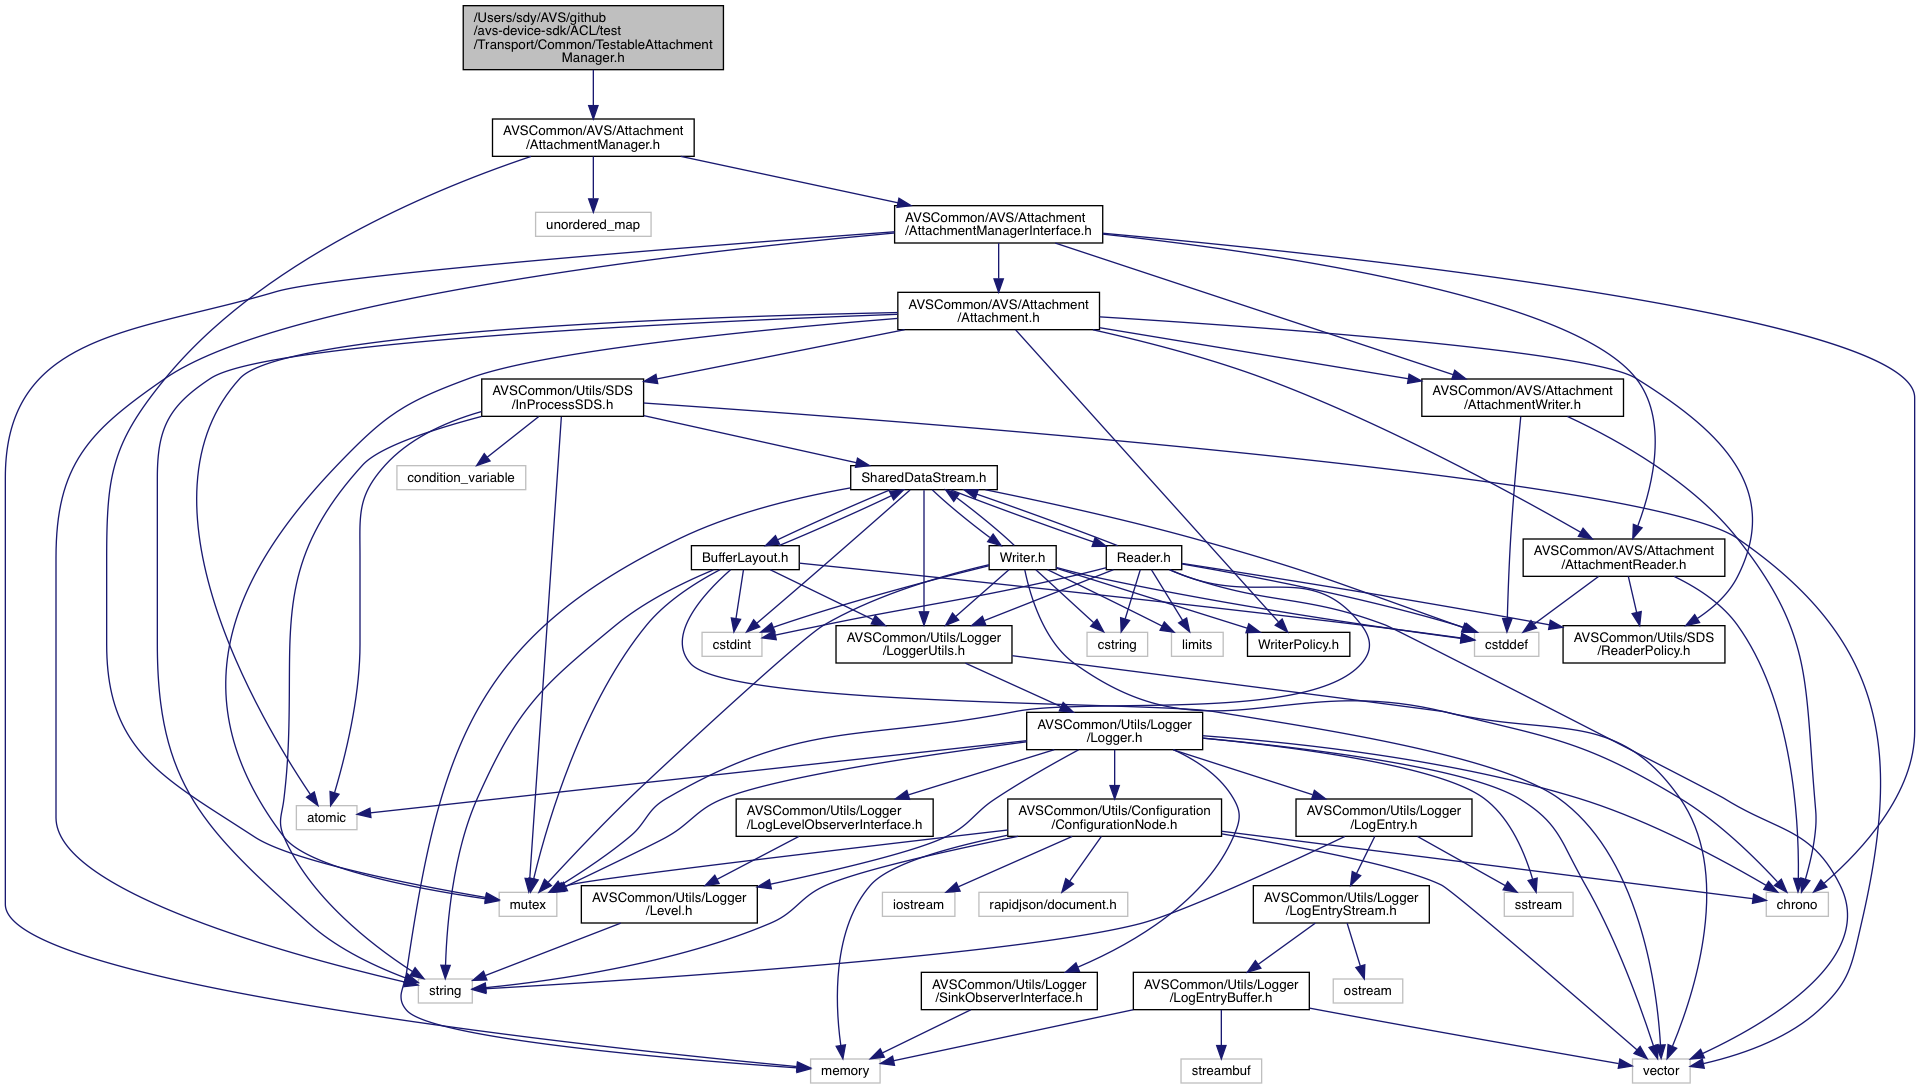 /Users/sdy/AVS/github
/avs-device-sdk/ACL/test
/Transport/Common/TestableAttachment
Manager.h
AVSCommon/AVS/Attachment
/AttachmentManager.h
unordered_map
AVSCommon/AVS/Attachment
/AttachmentManagerInterface.h
AVSCommon/AVS/Attachment
/Attachment.h
AVSCommon/Utils/SDS
/InProcessSDS.h
AVSCommon/AVS/Attachment
/AttachmentWriter.h
condition_variable
SharedDataStream.h
BufferLayout.h
Writer.h
Reader.h
AVSCommon/AVS/Attachment
/AttachmentReader.h
cstdint
AVSCommon/Utils/Logger
/LoggerUtils.h
cstring
limits
WriterPolicy.h
cstddef
AVSCommon/Utils/SDS
/ReaderPolicy.h
AVSCommon/Utils/Logger
/Logger.h
atomic
AVSCommon/Utils/Logger
/LogLevelObserverInterface.h
AVSCommon/Utils/Configuration
/ConfigurationNode.h
AVSCommon/Utils/Logger
/LogEntry.h
mutex
AVSCommon/Utils/Logger
/Level.h
iostream
rapidjson/document.h
AVSCommon/Utils/Logger
/LogEntryStream.h
sstream
chrono
string
AVSCommon/Utils/Logger
/SinkObserverInterface.h
AVSCommon/Utils/Logger
/LogEntryBuffer.h
ostream
memory
streambuf
vector